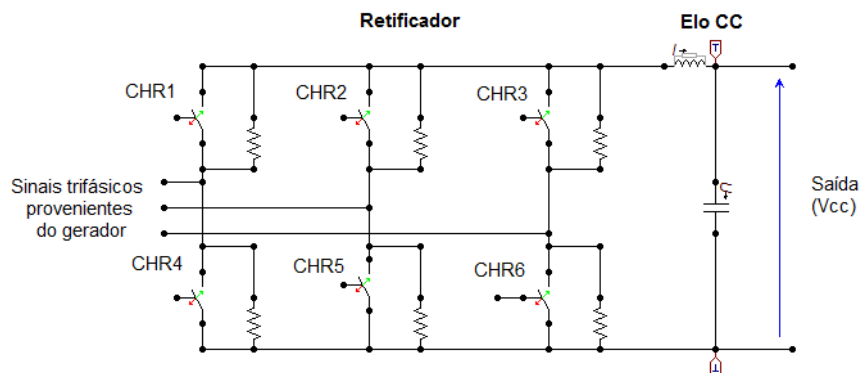 Retificador
Elo CC
I
T
CHR1
CHR2
CHR3
Sinais trifásicos
provenientes
do gerador
U
Saída
(Vcc)
CHR4
CHR5
CHR6
T